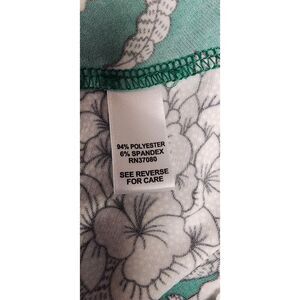 94% POLYESTER
6% SPANDEX
RN37080
SEE REVERSE
FOR CARE